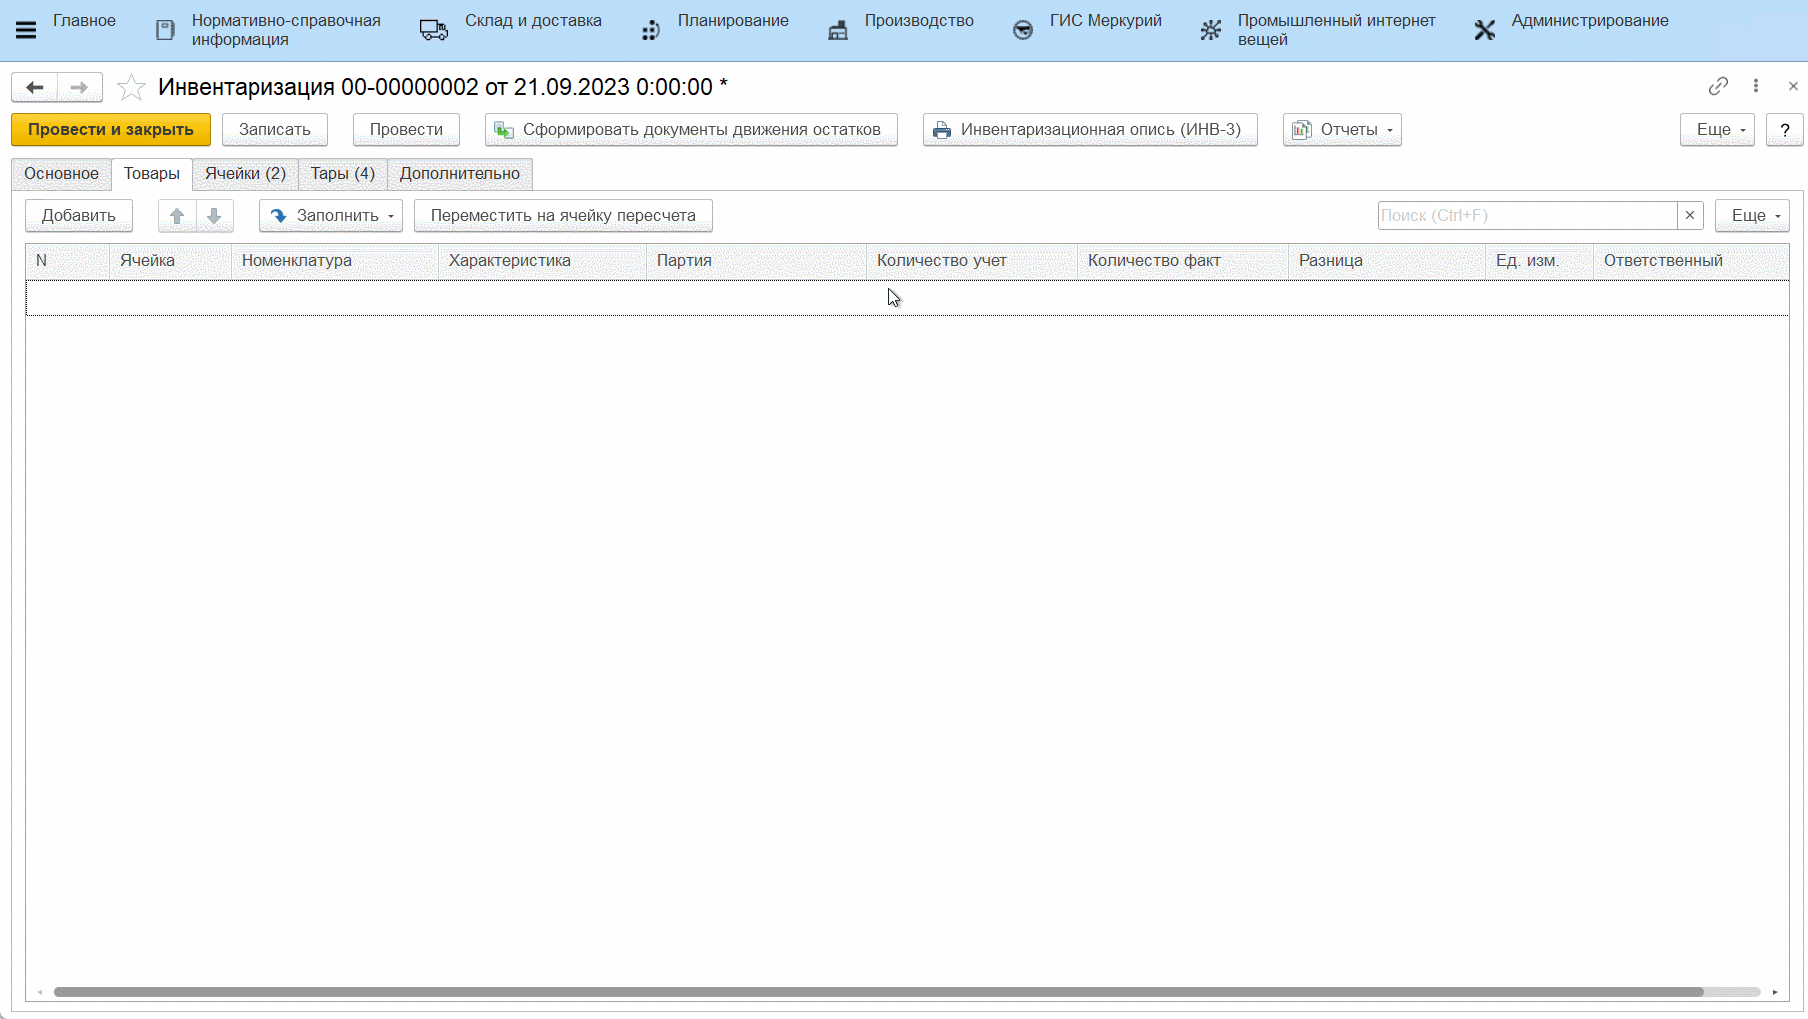 Главное
Нормативно-справочная
информация
Склад и доставка
Планирование
Производство
ГИС Меркурий
Промышленный интернет
вещей
Администрирование
Инвентаризация 00-00000002 от 21.09.2023 0:00:00 *
Провести и закрыть
Записать
Провести
Сформировать документы движения остатков
Инвентаризационная опись (ИНВ-3)
Отчеты
Еще
?
Основное
Товары
Ячейки (2)
Тары (4)
Дополнительно
Добавить
Заполнить
Переместить на ячейку пересчета
Поиск (Ctrl+F)
Еще
N
Ячейка
Номенклатура
Характеристика
Партия
Количество учет
Количество факт
Разница
Ед. изм.
Ответственный